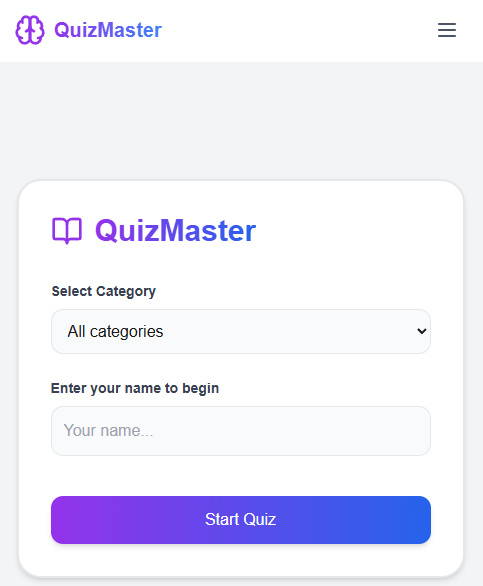 QuizMaster
QuizMaster
Select Category
All categories
Enter your name to begin
Your name...
Start Quiz